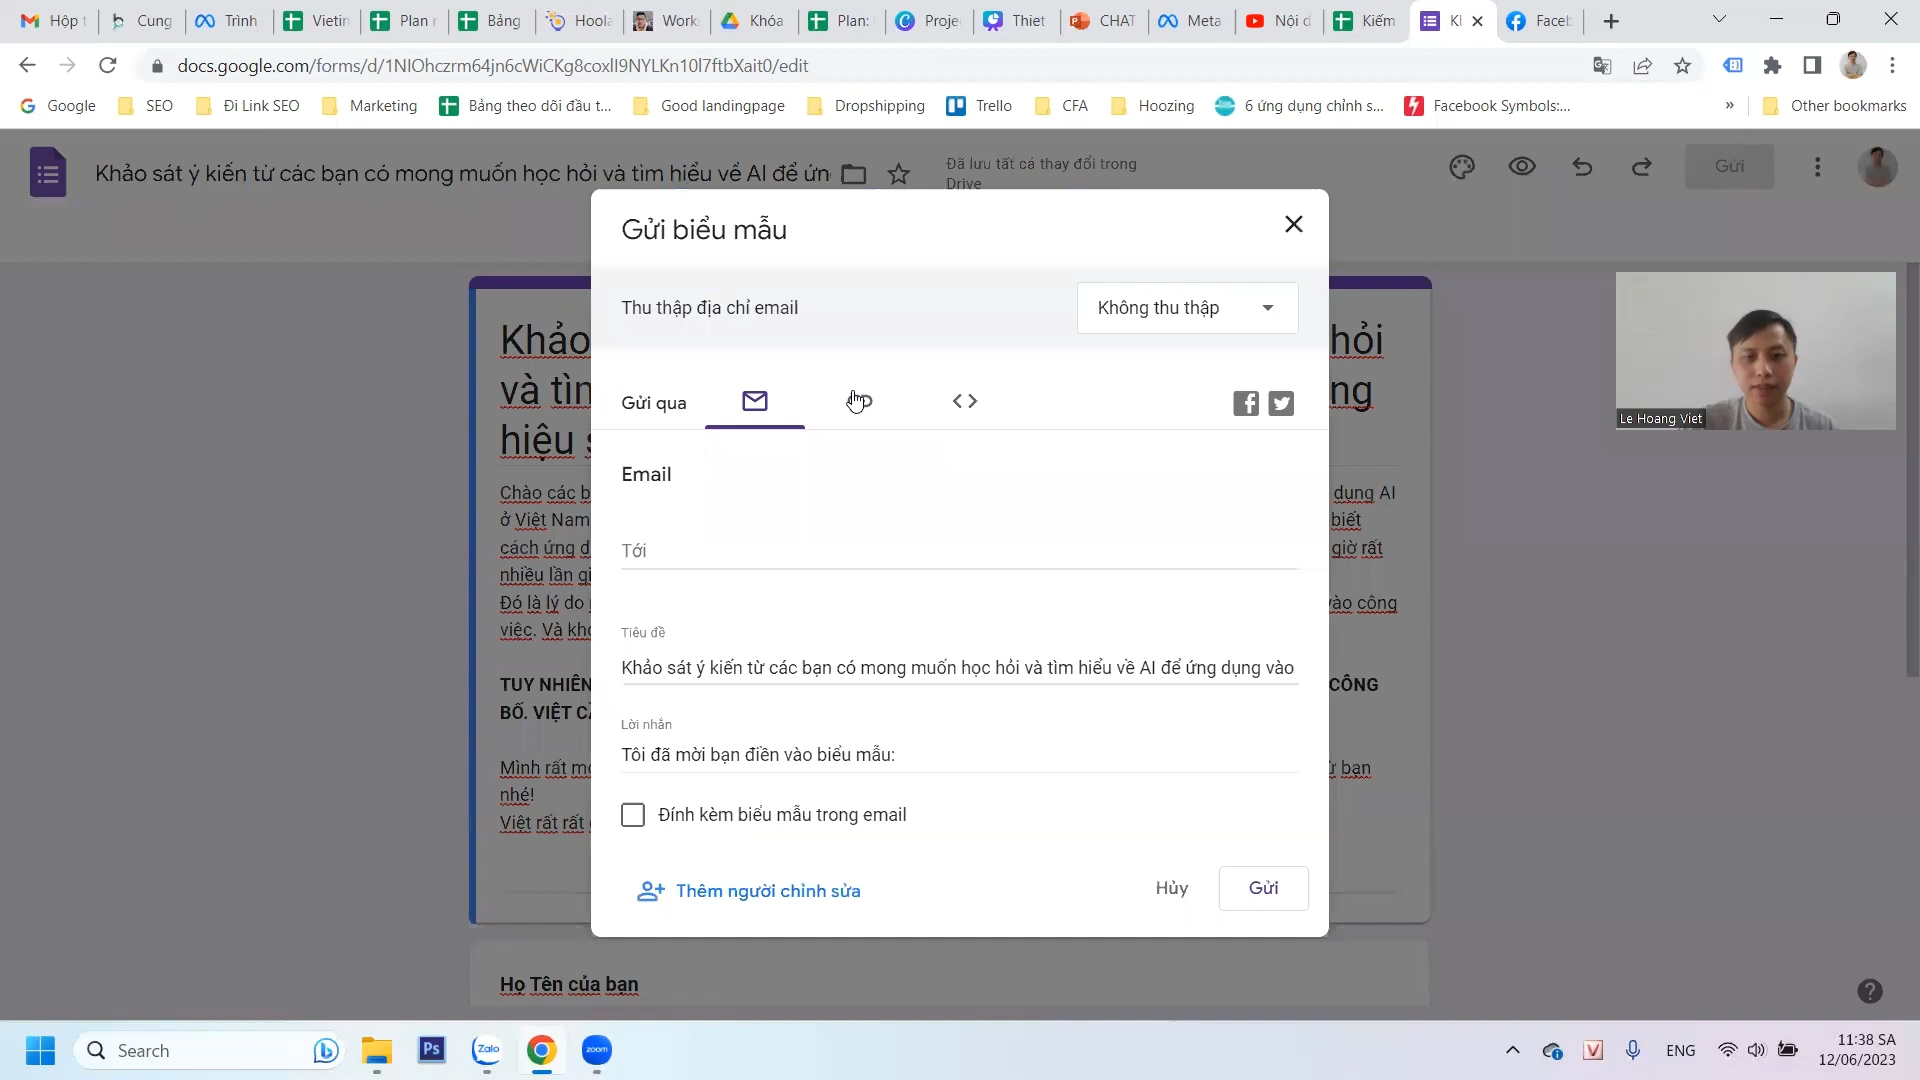 Hộp t
Cung
Trình
Vietin
Plan r
Bảng
Hoola
Work
Khóa
Plan:
Proje
Thiet
CHAT
Meta
Nội d
Kiếm
Kl
Faceb
docs.google.com/forms/d/1NIOhczrm64jn6cWiCKg8coxlI9NYLKn10l7ftbXait0/edit
Google
SEO
Đi Link SEO
Marketing
Bảng theo dõi đầu t...
Good landingpage
Dropshipping
Trello
CFA
Hoozing
6 ứng dụng chỉnh s...
Facebook Symbols:...
»
Other bookmarks
Khảo sát ý kiến từ các bạn có mong muốn học hỏi và tìm hiểu về AI để ứn
Đã lưu tất cả thay đổi trong
Drive
Gửi
Gửi biểu mẫu
Thu thập địa chỉ email
Không thu thập
Gửi qua
Email
Tới
Tiêu đề
Khảo sát ý kiến từ các bạn có mong muốn học hỏi và tìm hiểu về AI để ứng dụng vào
Lời nhắn
Tôi đã mời bạn điền vào biểu mẫu:
Đính kèm biểu mẫu trong email
Thêm người chỉnh sửa
Hủy
Gửi
Khảo hỏi
và tìn ng
hiệu s
Chào các b dụng AI
ở Việt Nam biết
cách ứng d giờ rất
nhiều lần gi
Đó là lý do vào công
việc. Và kh
TUY NHIÊN CÔNG
BỐ. VIỆT C
Mình rất m ừ bạn
nhé!
Việt rất rất
Họ Tên của bạn
Le Hoang Viet
Search
Ps
Zalo
zoom
ENG
11:38 SA
12/06/2023